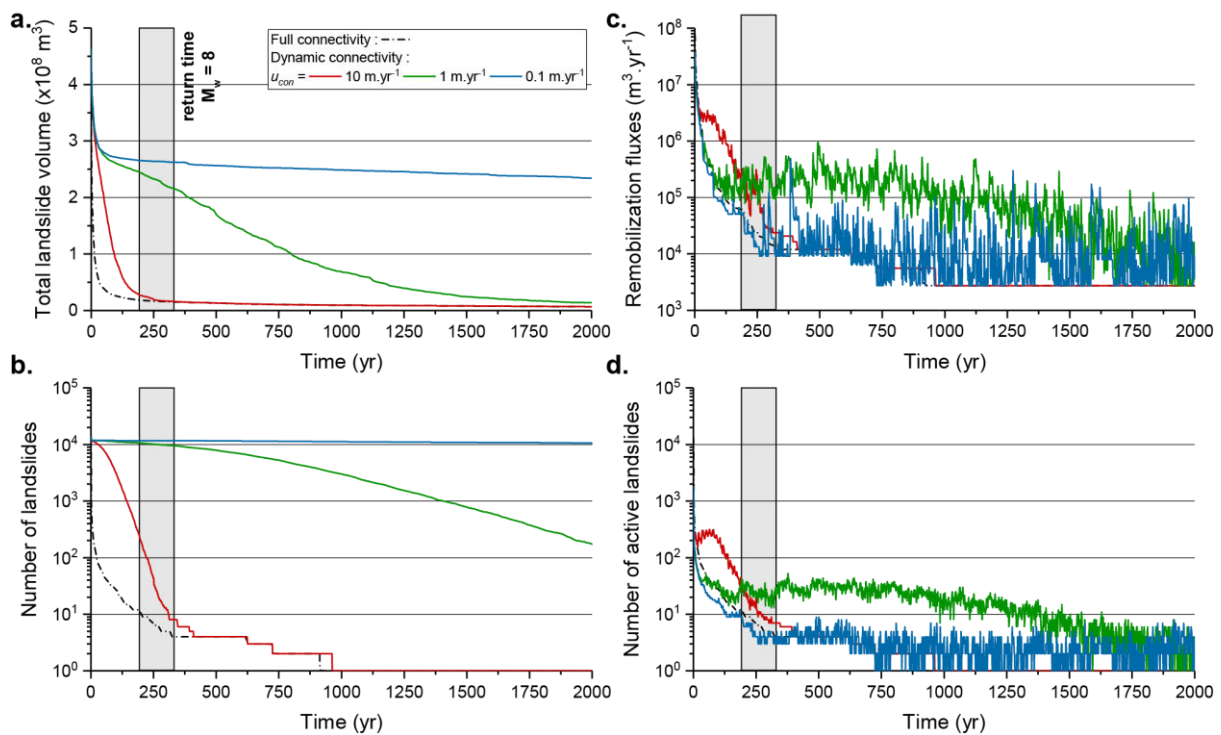 a.
Total landslide volume (x10⁸ m³)
5
4
3
2
1
0
return time
M_w = 8
Full connectivity :
Dynamic connectivity :
u_con = 10 m.yr⁻¹ 1 m.yr⁻¹ 0.1 m.yr⁻¹
0 250 500 750 1000 1250 1500 1750 2000
Time (yr)
c.
Remobilization fluxes (m³.yr⁻¹)
10⁸
10⁷
10⁶
10⁵
10⁴
10³
0 250 500 750 1000 1250 1500 1750 2000
Time (yr)
b.
Number of landslides
10⁵
10⁴
10³
10²
10¹
10⁰
0 250 500 750 1000 1250 1500 1750 2000
Time (yr)
d.
Number of active landslides
10⁵
10⁴
10³
10²
10¹
10⁰
0 250 500 750 1000 1250 1500 1750 2000
Time (yr)